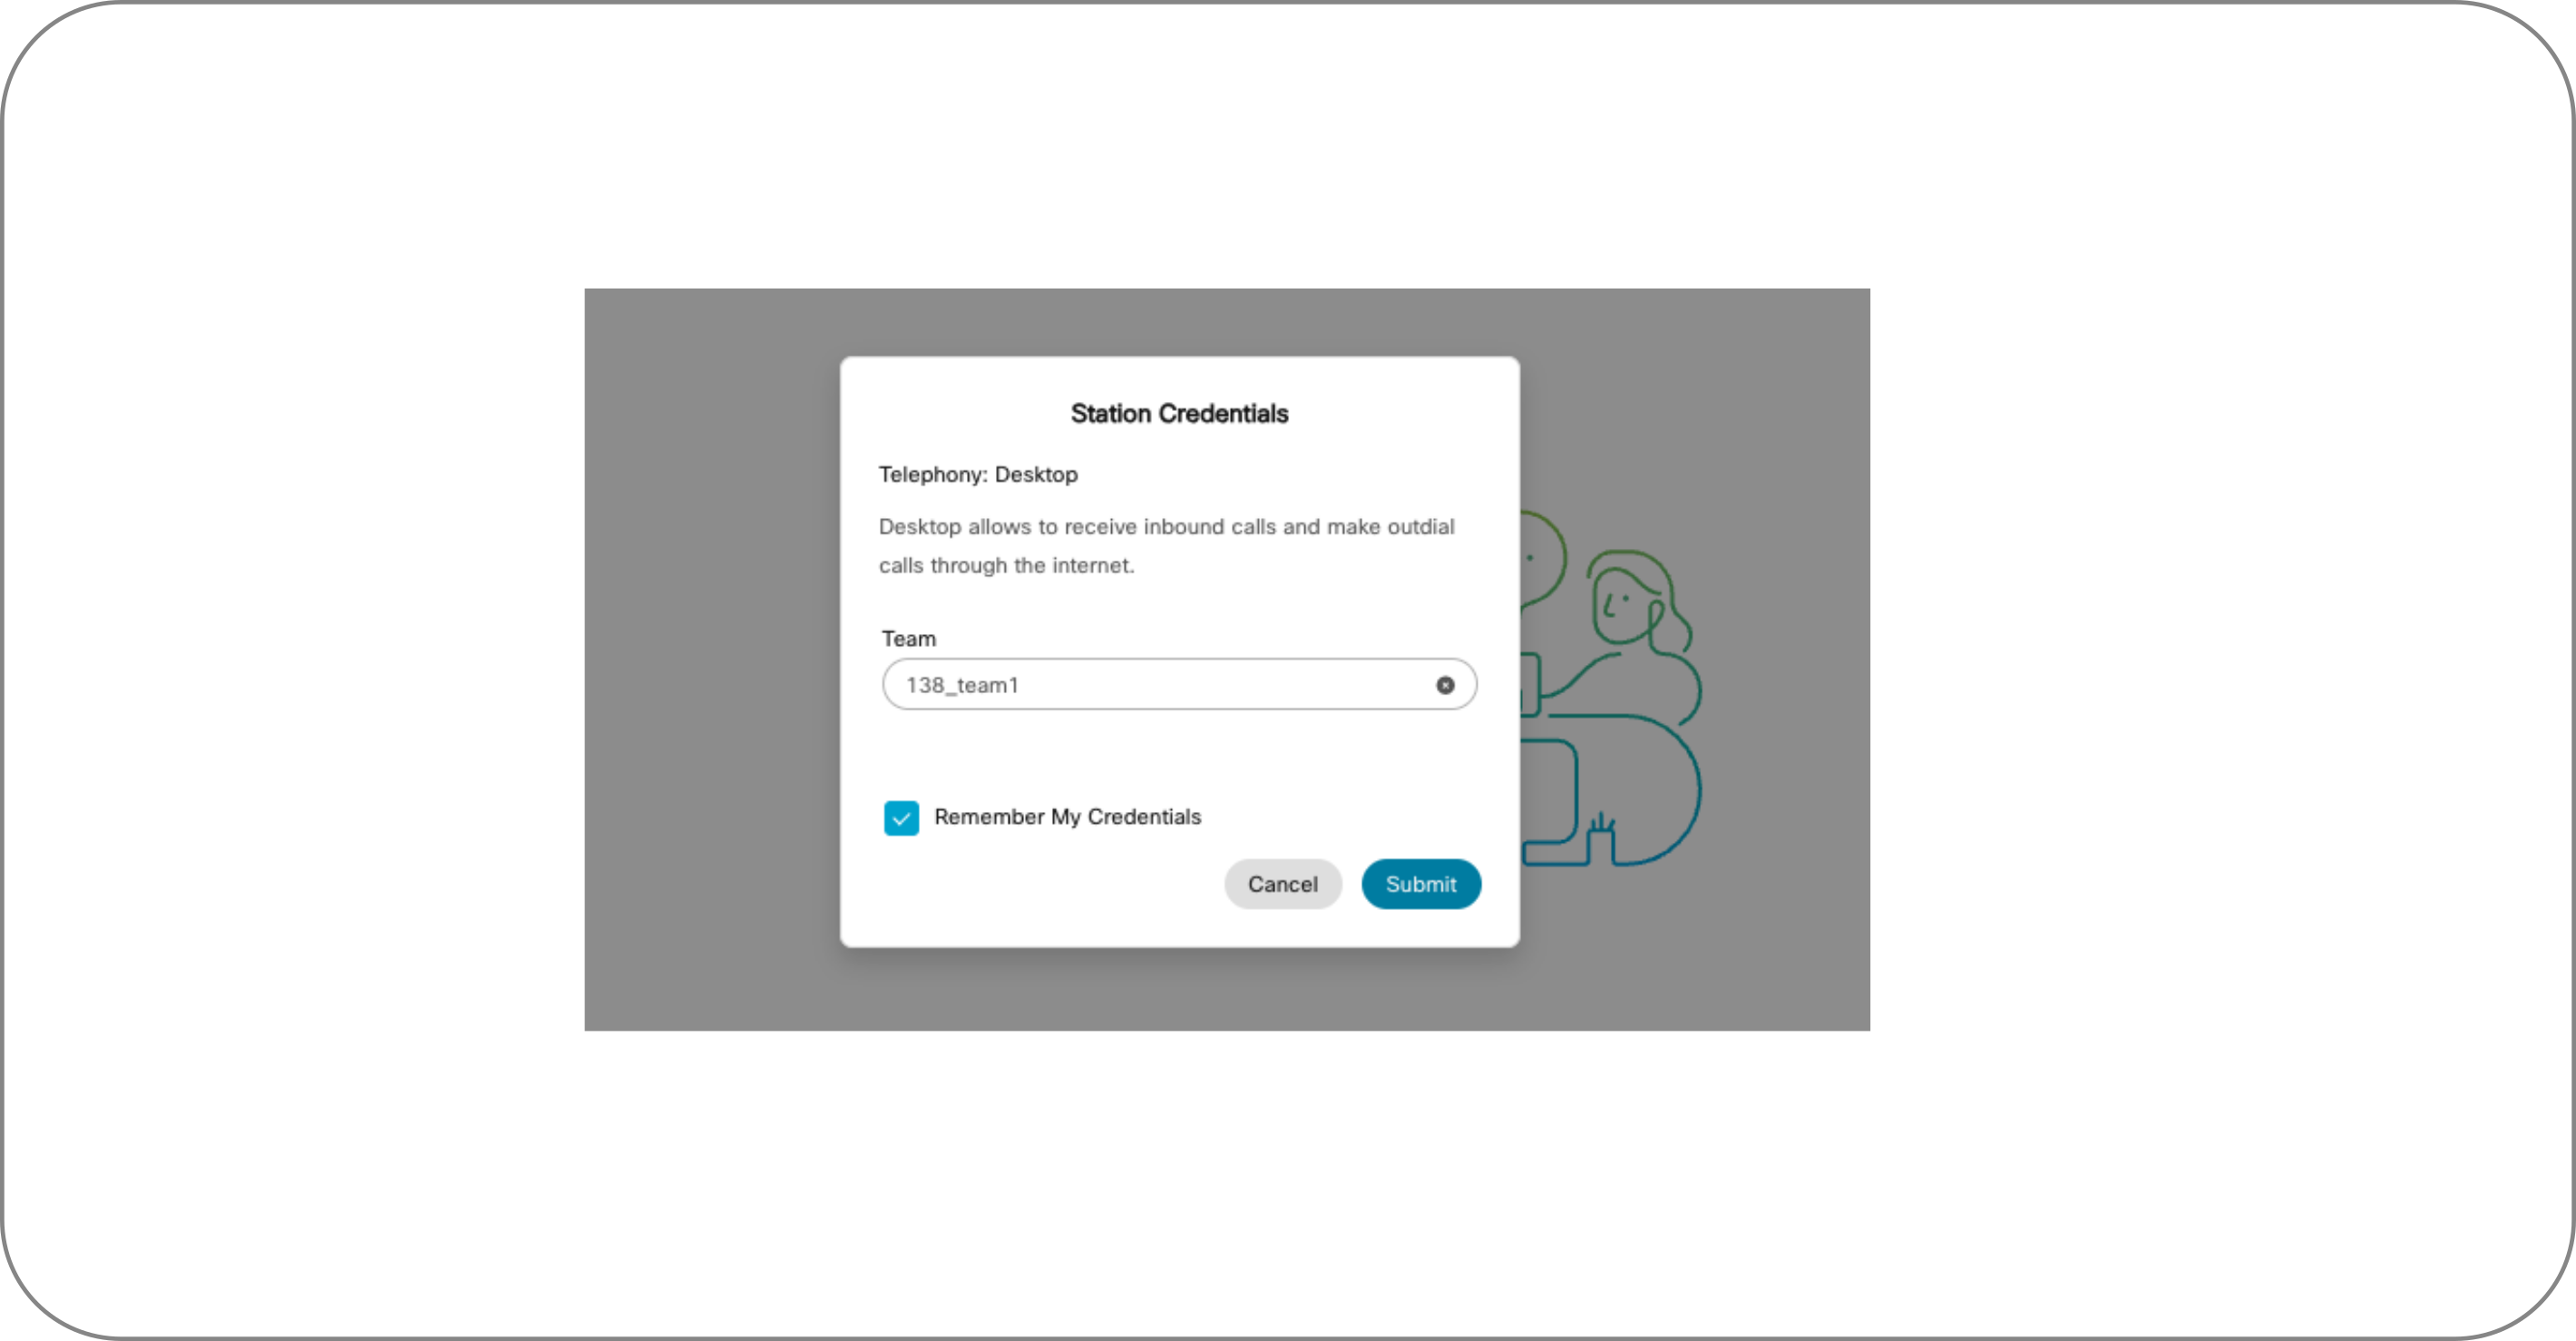 Station Credentials
Telephony: Desktop
Desktop allows to receive inbound calls and make outdial
calls through the internet.
Team
138_team1
Remember My Credentials
Cancel Submit